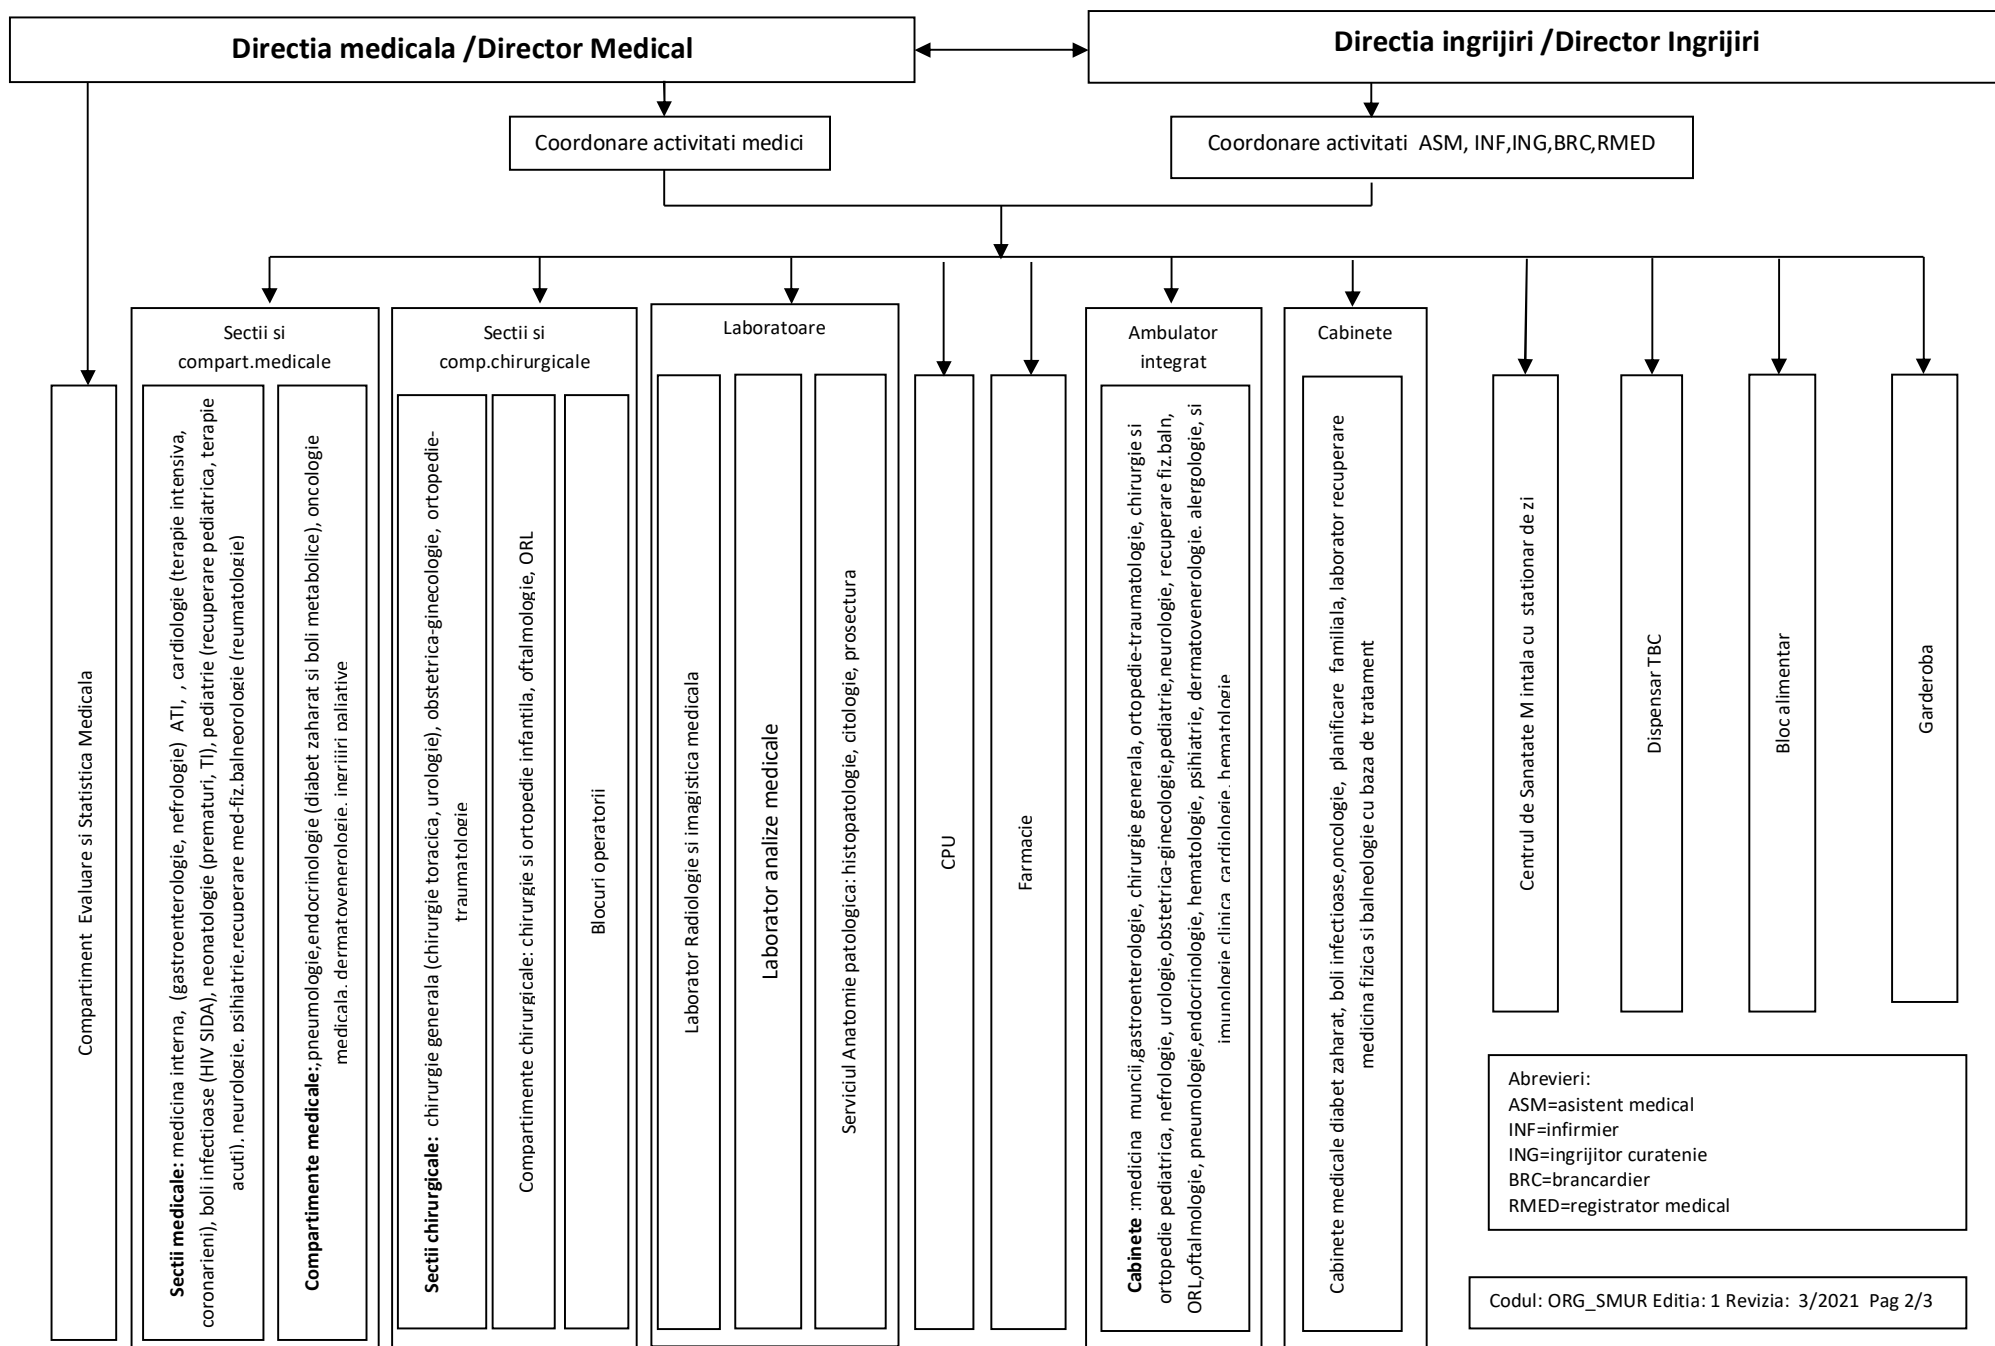 Directia medicala /Director Medical
Directia ingrijiri /Director Ingrijiri
Coordonare activitati medici
Coordonare activitati ASM, INF,ING,BRC,RMED
Compartiment Evaluare si Statistica Medicala
Sectii si
compart.medicale
Sectii medicale: medicina interna, (gastroenterologie, nefrologie) ATI, , cardiologie (terapie intensiva,
coronarieni), boli infectioase (HIV SIDA), neonatologie (prematuri, TI), pediatrie (recuperare pediatrica, terapie
acuti), neurologie, psihiatrie,recuperare med-fiz.balneorologie (reumatologie)
Compartimente medicale:,pneumologie,endocrinologie (diabet zaharat si boli metabolice), oncologie
medicala, dermatovenerologie, ingrijiri paliative
Sectii si
comp.chirurgicale
Sectii chirurgicale: chirurgie generala (chirurgie toracica, urologie), obstetrica-ginecologie, ortopedie-
traumatologie
Compartimente chirurgicale: chirurgie si ortopedie infantila, oftalmologie, ORL
Blocuri operatorii
Laboratoare
Laborator Radiologie si imagistica medicala
Laborator analize medicale
Serviciul Anatomie patologica: histopatologie, citologie, prosectura
CPU
Farmacie
Ambulator
integrat
Cabinete :medicina muncii,gastroenterologie, chirurgie generala, ortopedie-traumatologie, chirurgie si
ortopedie pediatrica, nefrologie, urologie,obstetrica-ginecologie,pediatrie,neurologie, recuperare fiz.baln,
ORL,oftalmologie, pneumologie,endocrinologie, hematologie, psihiatrie, dermatovenerologie. alergologie, si
imunologie clinica, cardiologie, hematologie
Cabinete
Cabinete medicale diabet zaharat, boli infectioase,oncologie, planificare familiala, laborator recuperare
medicina fizica si balneologie cu baza de tratament
Centrul de Sanatate M intala cu stationar de zi
Dispensar TBC
Bloc alimentar
Garderoba
Abrevieri:
ASM=asistent medical
INF=infirmier
ING=ingrijitor curatenie
BRC=brancardier
RMED=registrator medical
Codul: ORG_SMUR Editia: 1 Revizia: 3/2021 Pag 2/3